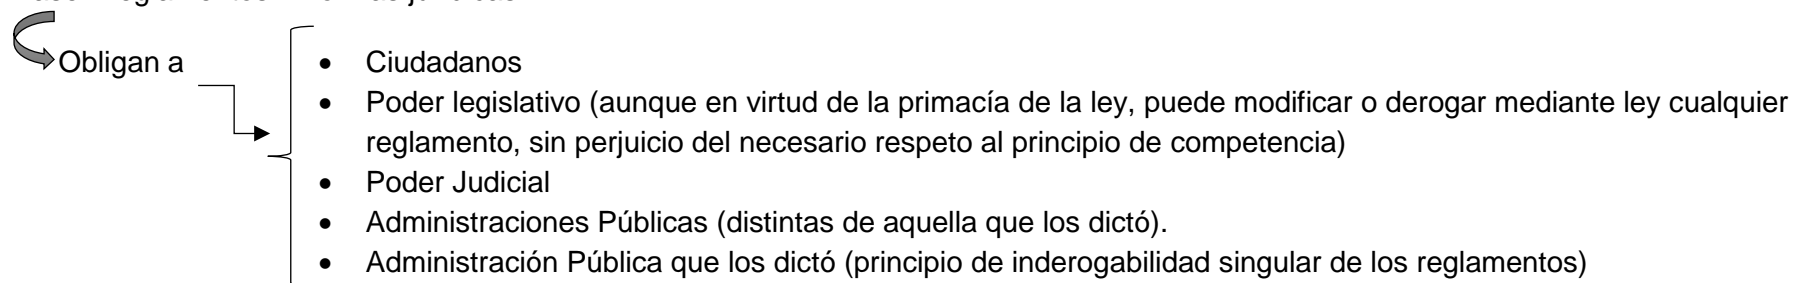 Obligan a
• Ciudadanos
• Poder legislativo (aunque en virtud de la primacía de la ley, puede modificar o derogar mediante ley cualquier
reglamento, sin perjuicio del necesario respeto al principio de competencia)
• Poder Judicial
• Administraciones Públicas (distintas de aquella que los dictó).
• Administración Pública que los dictó (principio de inderogabilidad singular de los reglamentos)